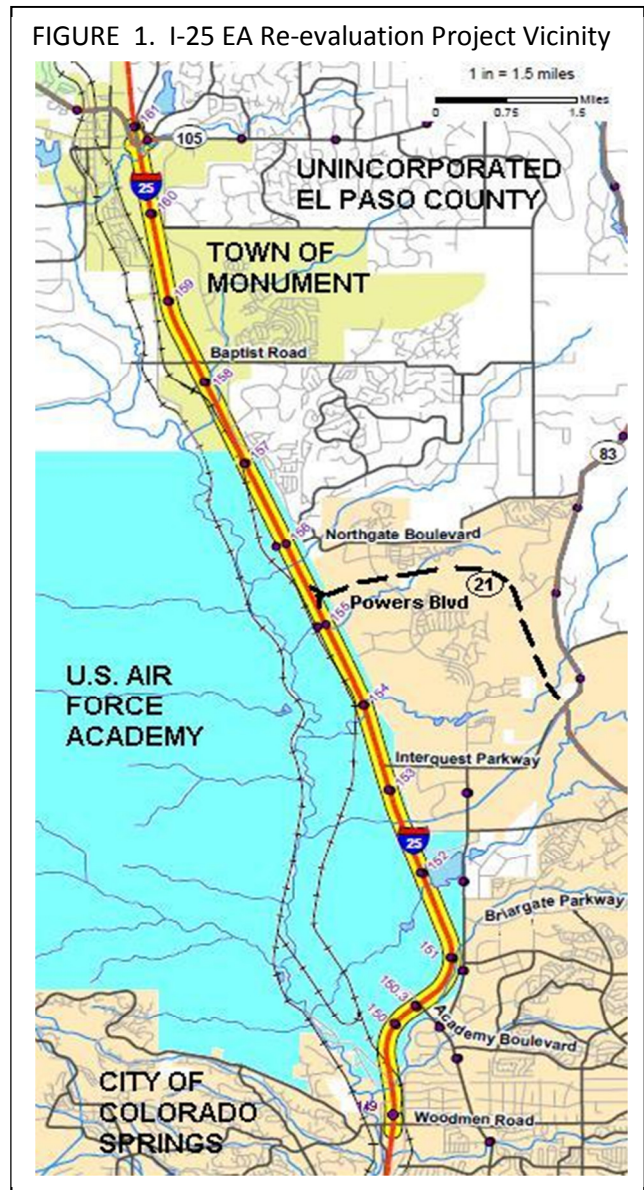 FIGURE 1. I-25 EA Re-evaluation Project Vicinity
1 in = 1.5 miles
Miles
0 0.75 1.5
161
105
UNINCORPORATED
EL PASO COUNTY
25
160
TOWN OF
MONUMENT
159
Baptist Road
158
157
83
156
Northgate Boulevard
21
Powers Blvd
155
U.S. AIR
FORCE
ACADEMY
154
Interquest Parkway
153
25
152
Briargate Parkway
151
150.3
150
Academy Boulevard
CITY OF
COLORADO
SPRINGS
149
Woodmen Road